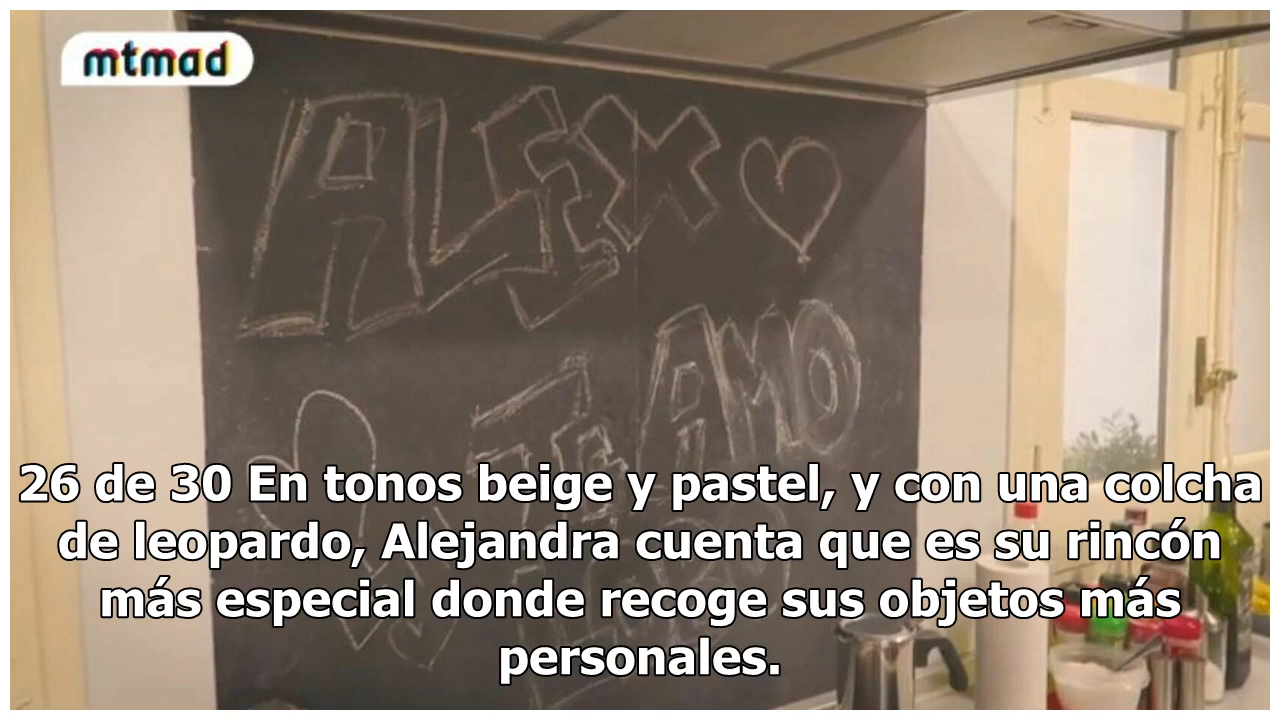 mtmad
ALEX
TE AMO
26 de 30 En tonos beige y pastel, y con una colcha
de leopardo, Alejandra cuenta que es su rincón
más especial donde recoge sus objetos más
personales.